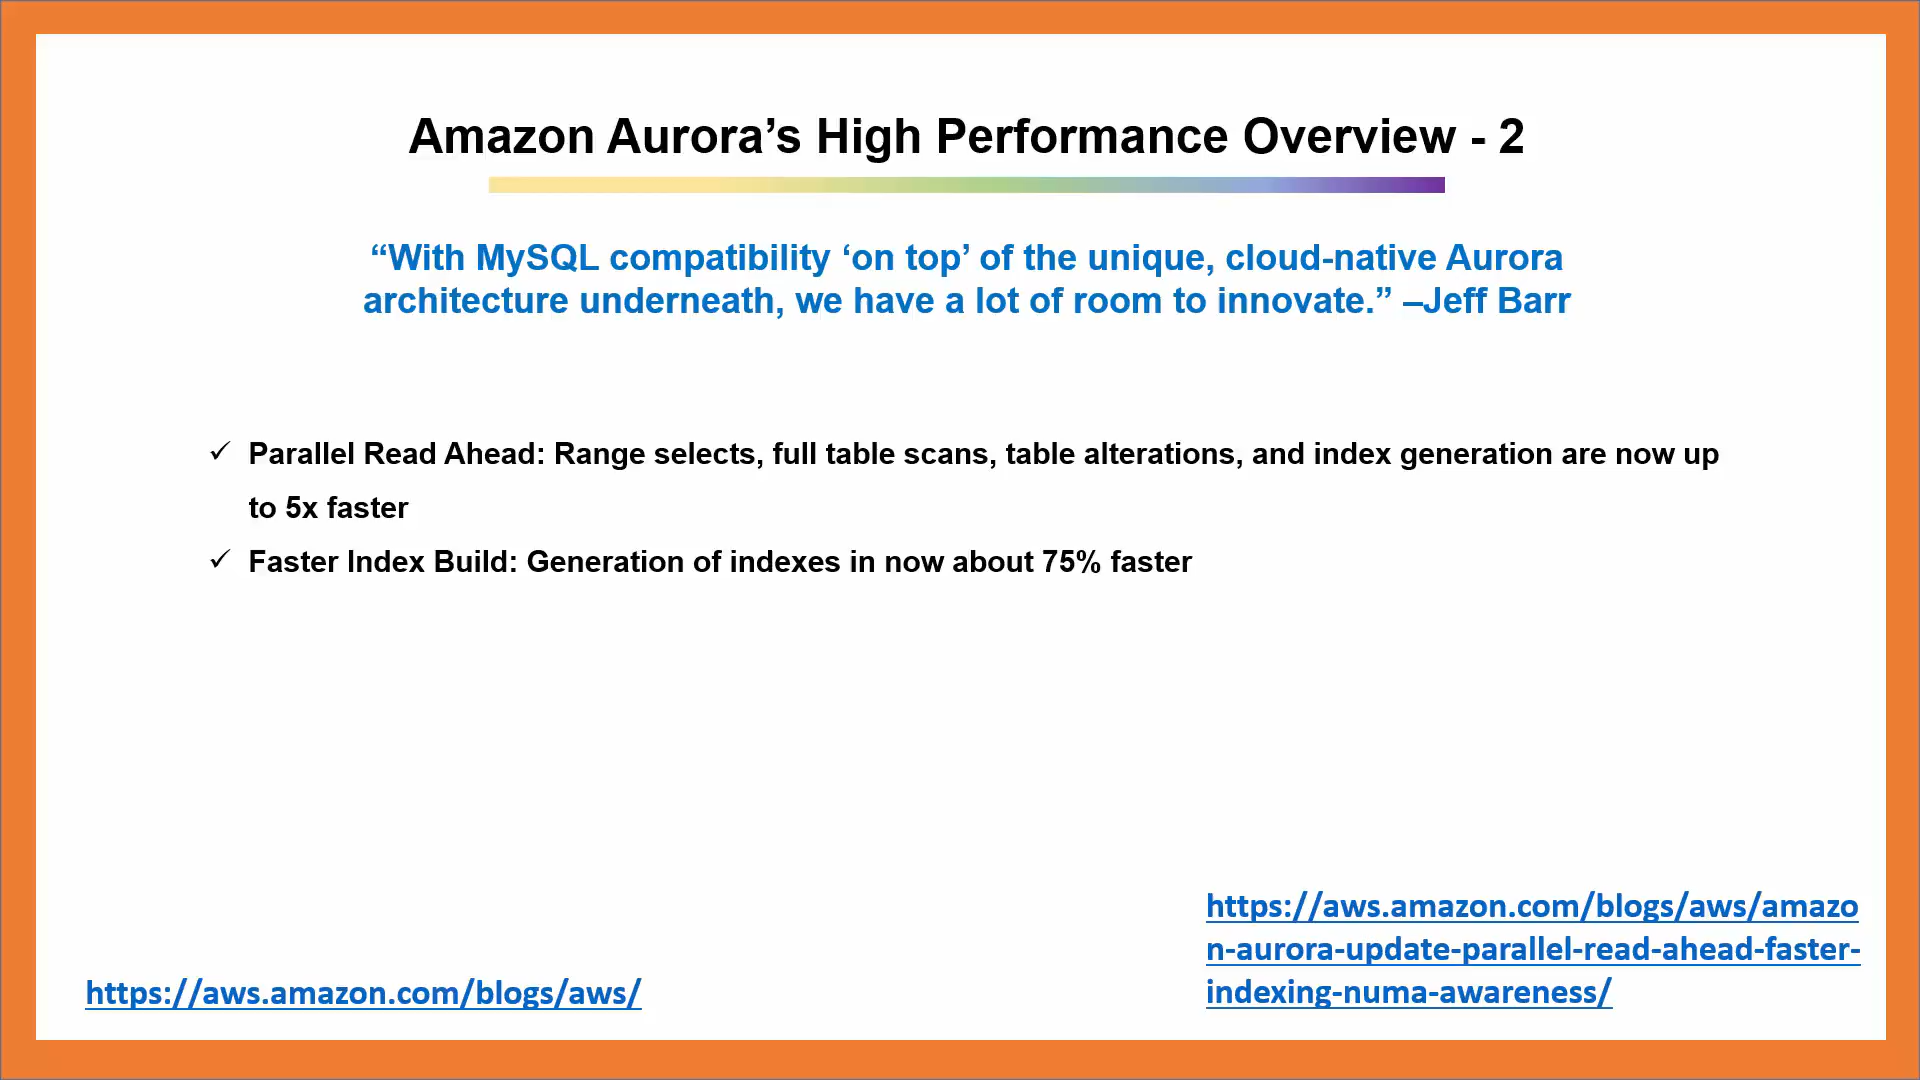 Amazon Aurora’s High Performance Overview - 2
“With MySQL compatibility ‘on top’ of the unique, cloud-native Aurora
architecture underneath, we have a lot of room to innovate.” –Jeff Barr
✓ Parallel Read Ahead: Range selects, full table scans, table alterations, and index generation are now up
to 5x faster
✓ Faster Index Build: Generation of indexes in now about 75% faster
https://aws.amazon.com/blogs/aws/
https://aws.amazon.com/blogs/aws/amazo
n-aurora-update-parallel-read-ahead-faster-
indexing-numa-awareness/